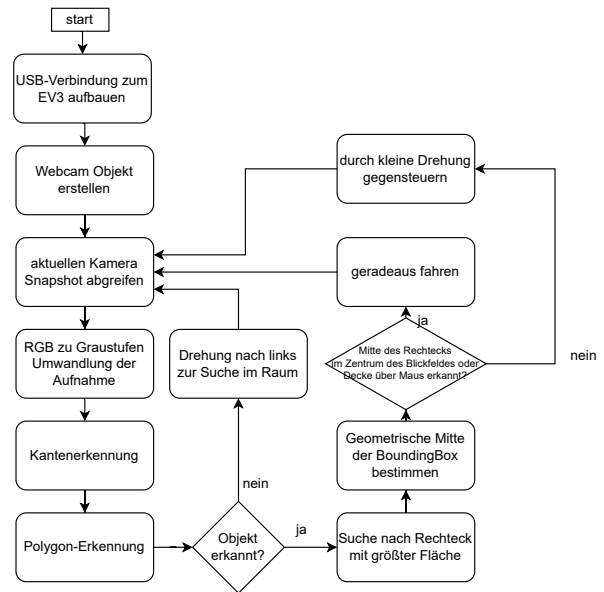 start
USB-Verbindung zum
EV3 aufbauen
Webcam Objekt
erstellen
durch kleine Drehung
gegensteuern
aktuellen Kamera
Snapshot abgreifen
geradeaus fahren
ja
RGB zu Graustufen
Umwandlung der
Aufnahme
Drehung nach links
zur Suche im Raum
Mitte des Rechtecks
im Zentrum des Blickfeldes oder
Decke über Maus erkannt?
nein
Kantenerkennung
Geometrische Mitte
der BoundingBox
bestimmen
nein
Polygon-Erkennung
Objekt
erkannt?
ja
Suche nach Rechteck
mit größter Fläche